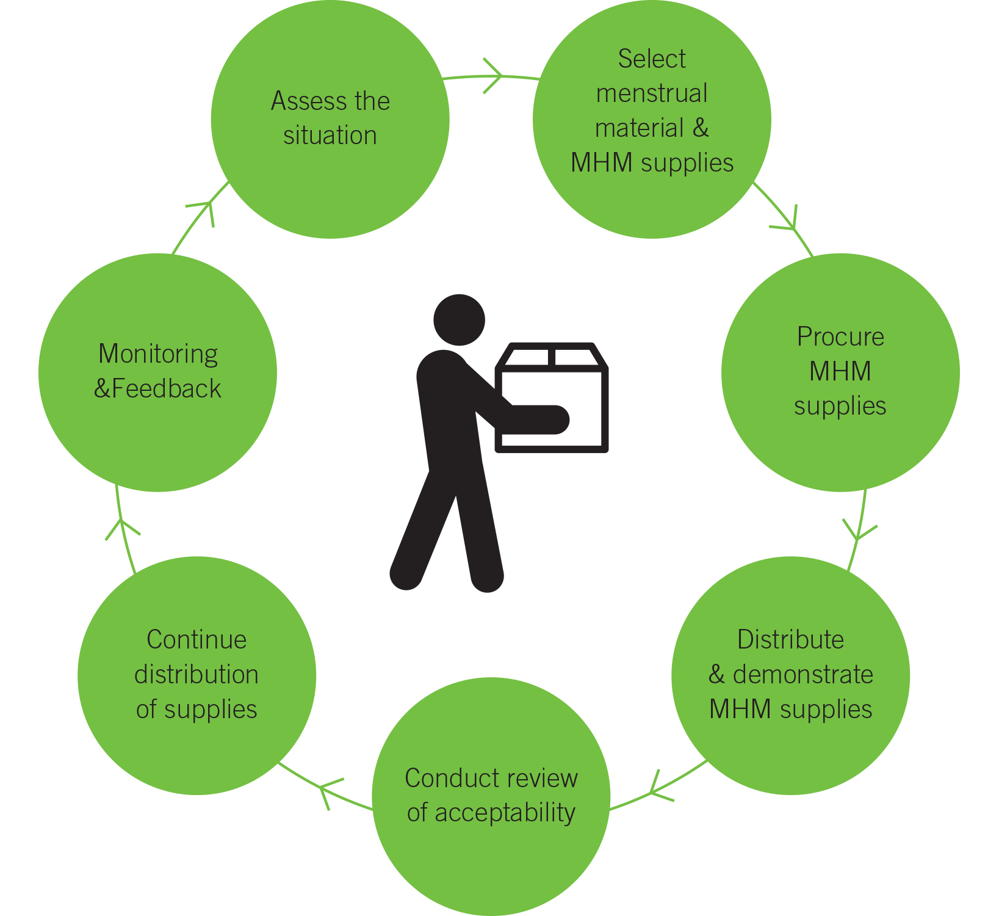 Assess the
situation
Select
menstrual
material &
MHM supplies
Procure
MHM
supplies
Distribute
& demonstrate
MHM supplies
Conduct review
of acceptability
Continue
distribution
of supplies
Monitoring
&Feedback